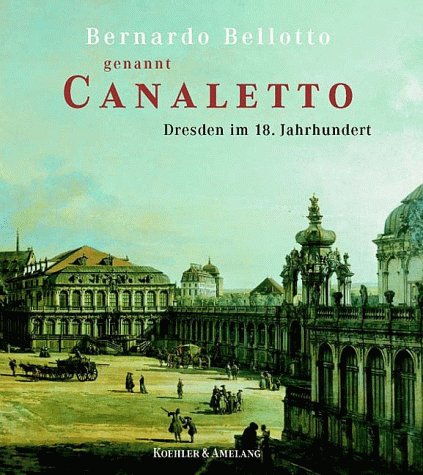 Bernardo Bellotto
genannt
CANALETTO
Dresden im 18. Jahrhundert
KOEHLER & AMELANG